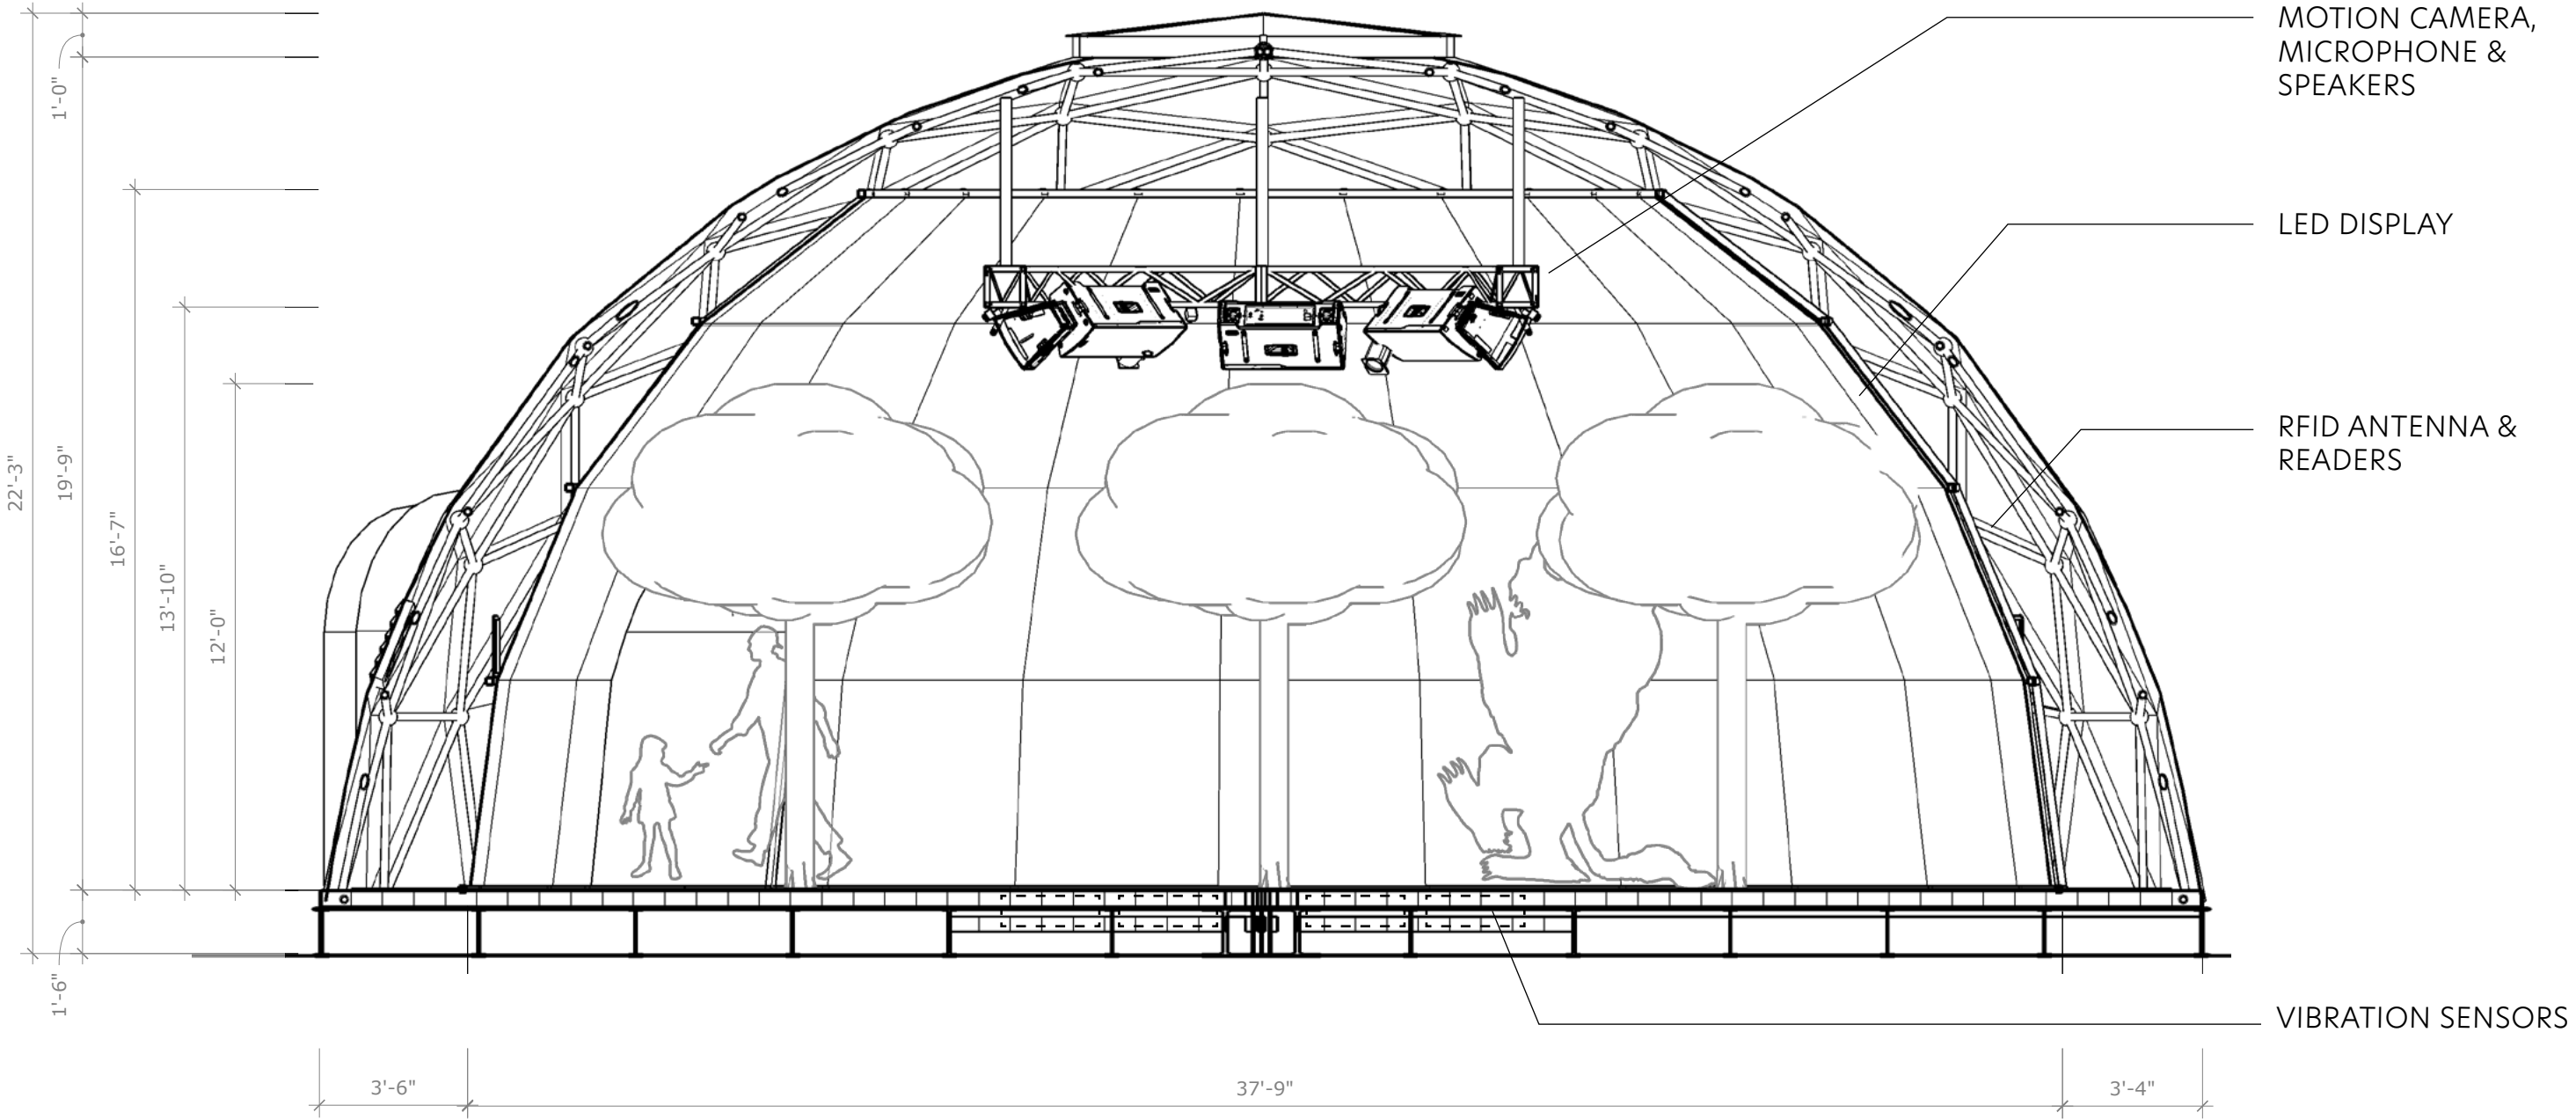 MOTION CAMERA,
MICROPHONE &
SPEAKERS
LED DISPLAY
RFID ANTENNA &
READERS
VIBRATION SENSORS
22'-3"
1'-0"
19'-9"
1'-6"
16'-7"
13'-10"
12'-0"
3'-6"
37'-9"
3'-4"